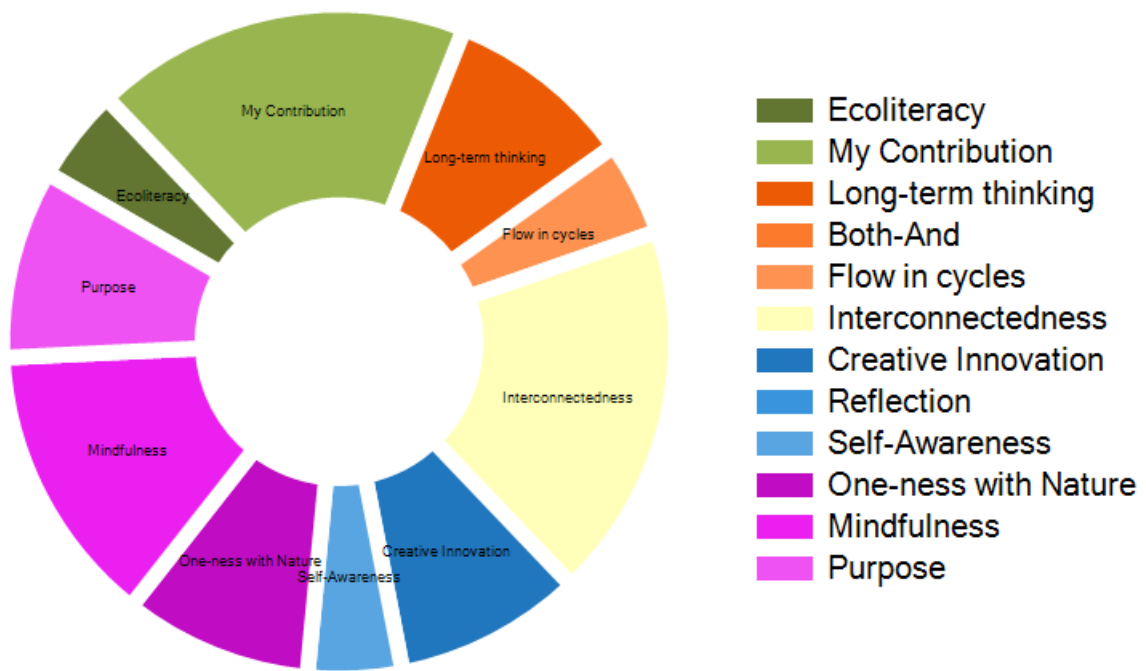 My Contribution
Long-term thinking
Ecoliteracy
Flow in cycles
Purpose
Interconnectedness
Mindfulness
Creative Innovation
One-ness with Nature
Self-Awareness
Ecoliteracy
My Contribution
Long-term thinking
Both-And
Flow in cycles
Interconnectedness
Creative Innovation
Reflection
Self-Awareness
One-ness with Nature
Mindfulness
Purpose